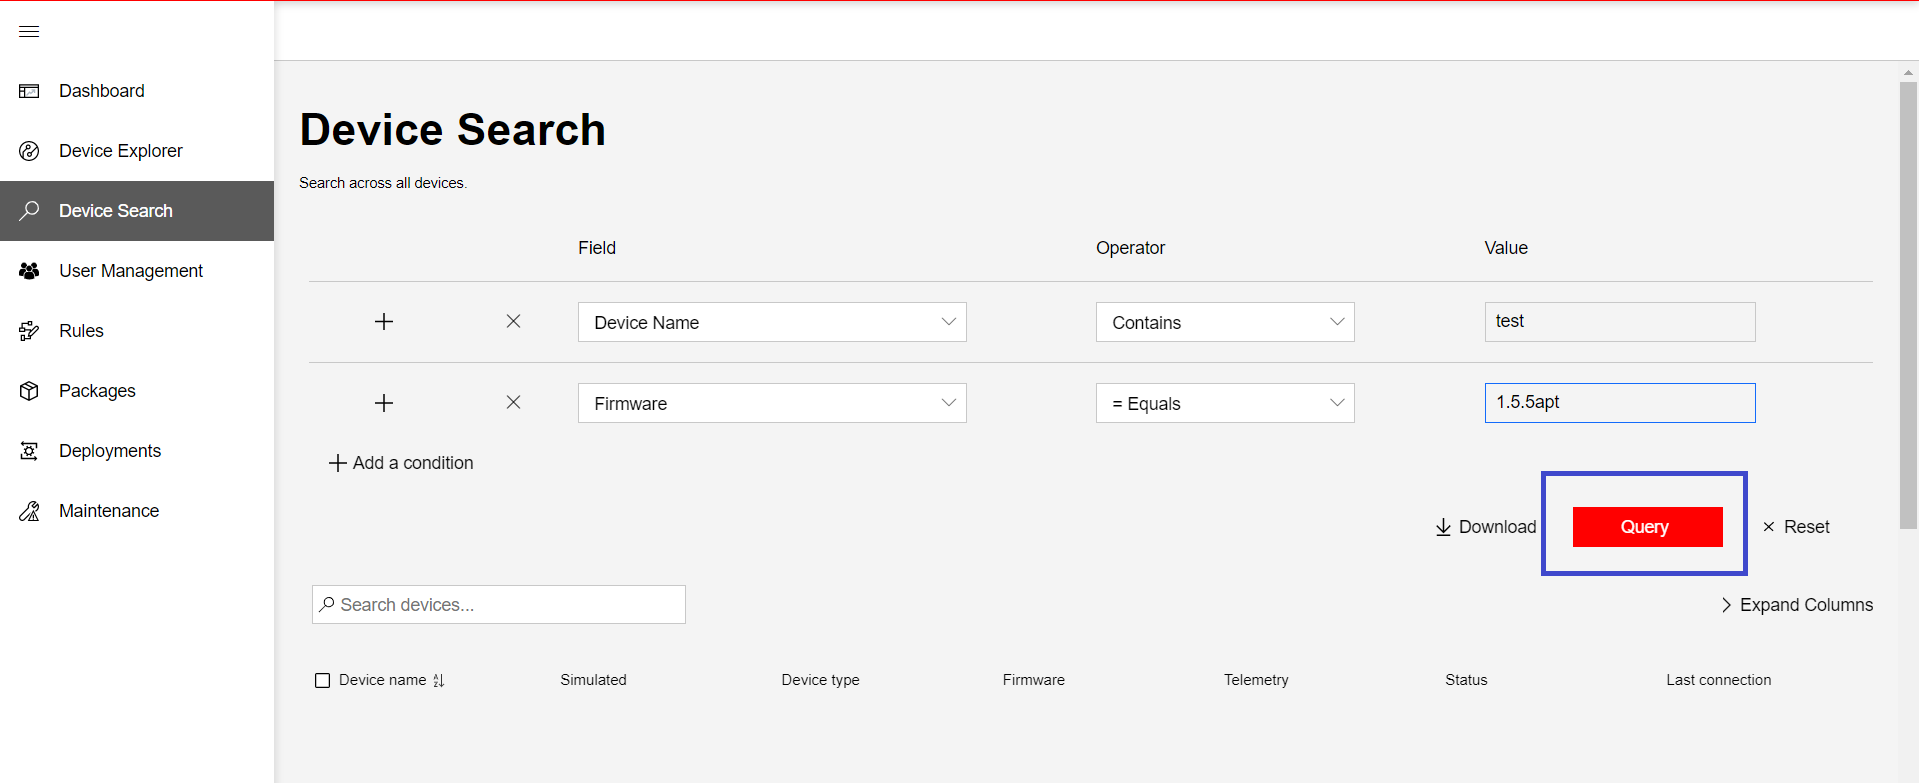 Dashboard
Device Explorer
Device Search
User Management
Rules
Packages
Deployments
Maintenance
Device Search
Search across all devices.
Field Operator Value
Device Name Contains test
Firmware = Equals 1.5.5apt
Add a condition
Download Query Reset
Search devices... Expand Columns
Device name Simulated Device type Firmware Telemetry Status Last connection